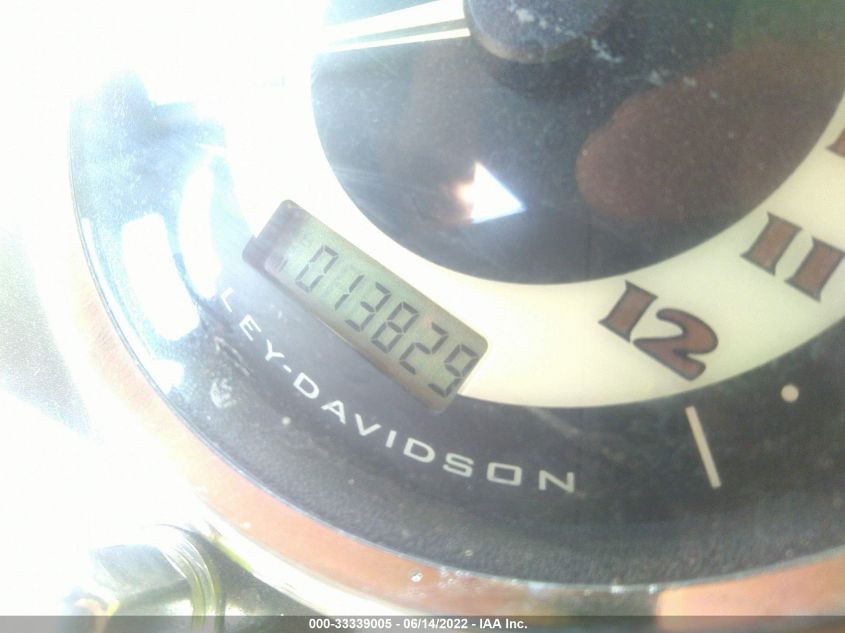 013829
11
12
LEY-DAVIDSON
000-33339005 - 06/14/2022 - IAA Inc.